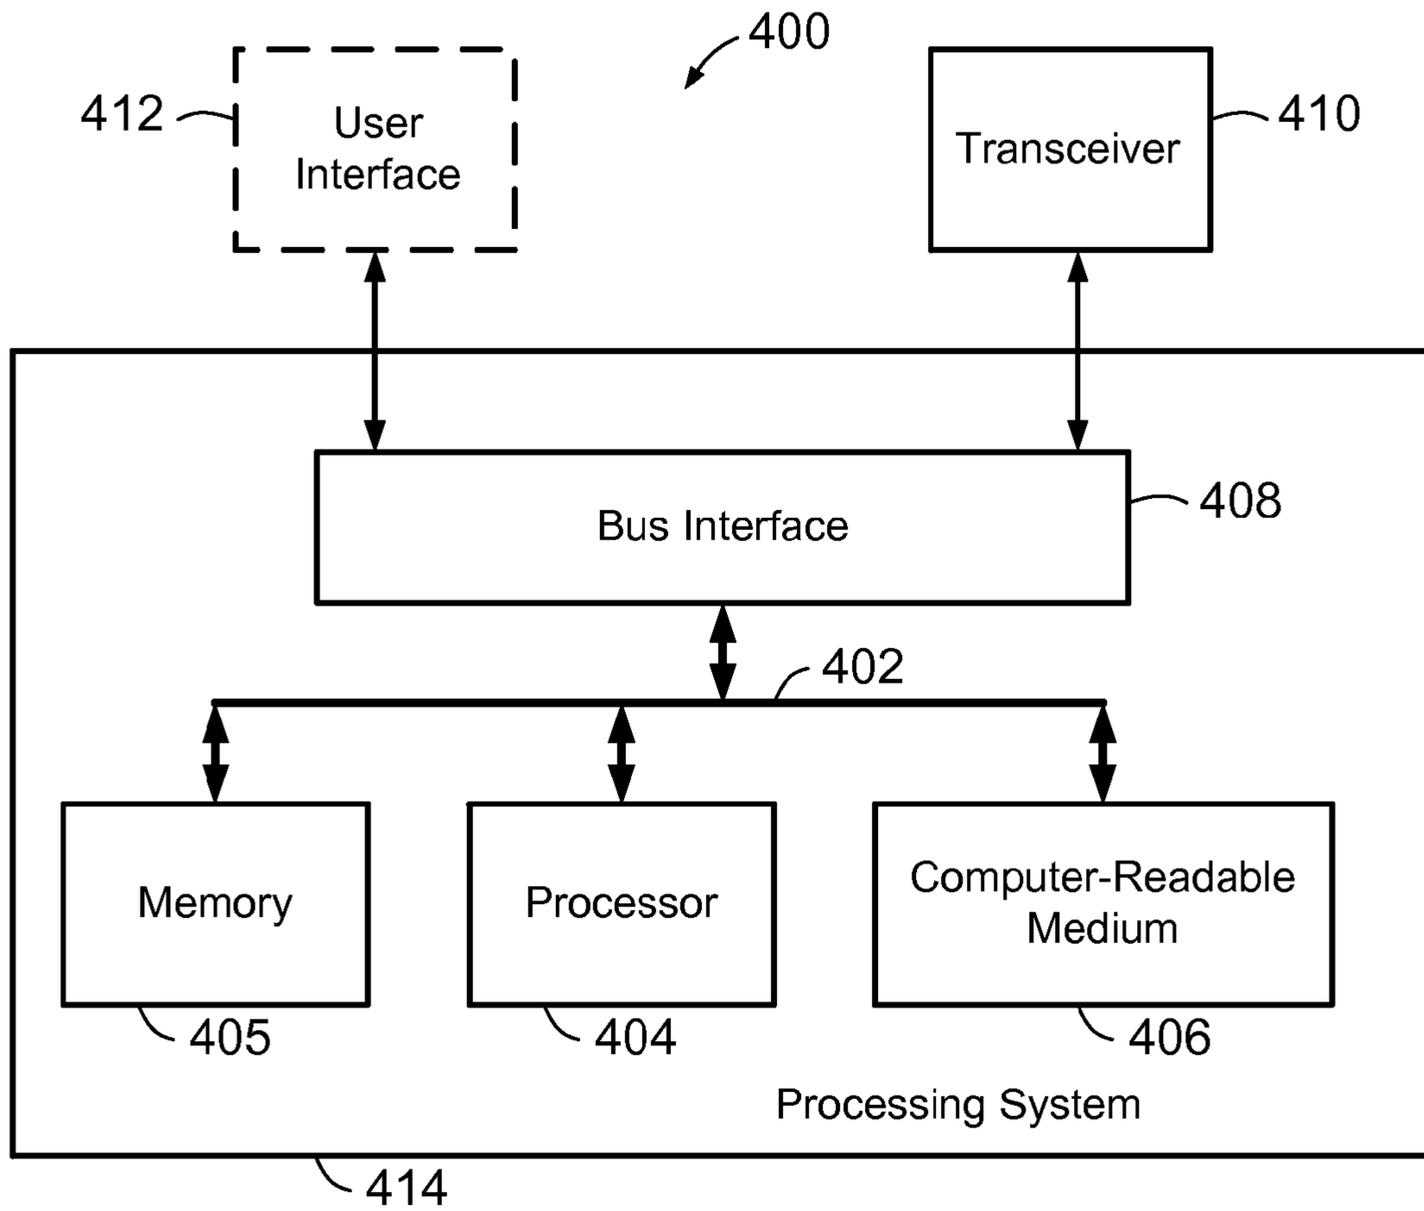 400
412
User
Interface
Transceiver
410
Bus Interface
408
402
Memory
Processor
Computer-Readable
Medium
405
404
406
Processing System
414